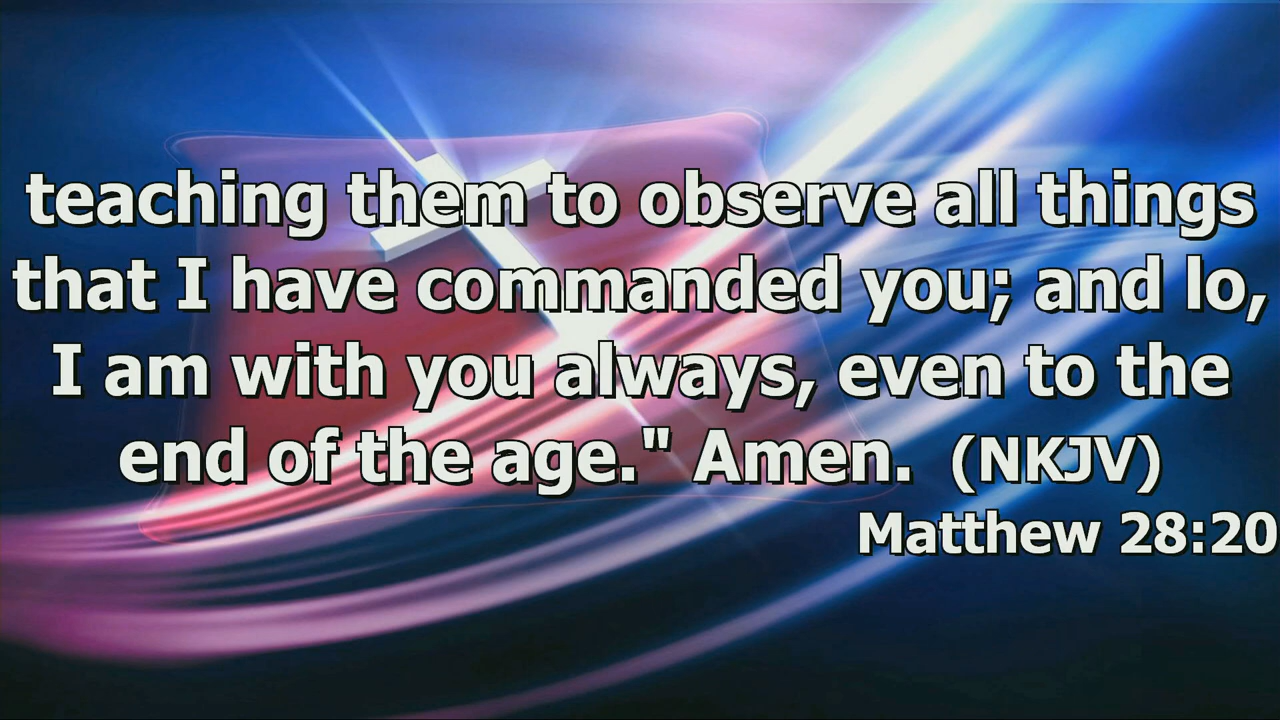 teaching them to observe all things
that I have commanded you; and lo,
I am with you always, even to the
end of the age." Amen. (NKJV)
Matthew 28:20